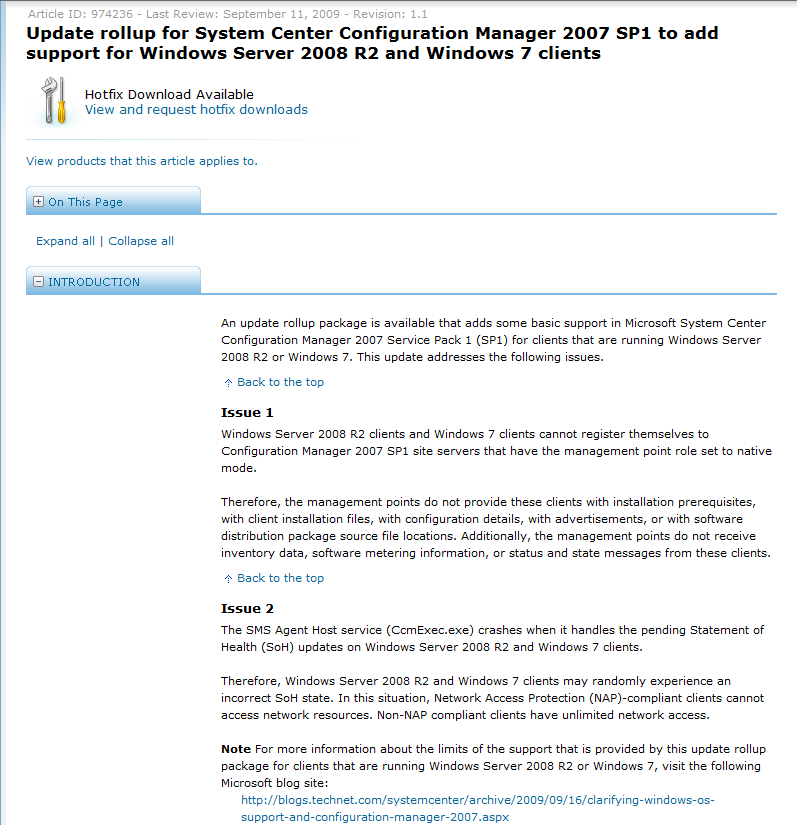 Article ID: 974236 - Last Review: September 11, 2009 - Revision: 1.1
Update rollup for System Center Configuration Manager 2007 SP1 to add
support for Windows Server 2008 R2 and Windows 7 clients
Hotfix Download Available
View and request hotfix downloads
View products that this article applies to.
On This Page
Expand all | Collapse all
INTRODUCTION
An update rollup package is available that adds some basic support in Microsoft System Center
Configuration Manager 2007 Service Pack 1 (SP1) for clients that are running Windows Server
2008 R2 or Windows 7. This update addresses the following issues.
Back to the top
Issue 1
Windows Server 2008 R2 clients and Windows 7 clients cannot register themselves to
Configuration Manager 2007 SP1 site servers that have the management point role set to native
mode.
Therefore, the management points do not provide these clients with installation prerequisites,
with client installation files, with configuration details, with advertisements, or with software
distribution package source file locations. Additionally, the management points do not receive
inventory data, software metering information, or status and state messages from these clients.
Back to the top
Issue 2
The SMS Agent Host service (CcmExec.exe) crashes when it handles the pending Statement of
Health (SoH) updates on Windows Server 2008 R2 and Windows 7 clients.
Therefore, Windows Server 2008 R2 and Windows 7 clients may randomly experience an
incorrect SoH state. In this situation, Network Access Protection (NAP)-compliant clients cannot
access network resources. Non-NAP compliant clients have unlimited network access.
Note For more information about the limits of the support that is provided by this update rollup
package for clients that are running Windows Server 2008 R2 or Windows 7, visit the following
Microsoft blog site:
http://blogs.technet.com/systemcenter/archive/2009/09/16/clarifying-windows-os-
support-and-configuration-manager-2007.aspx